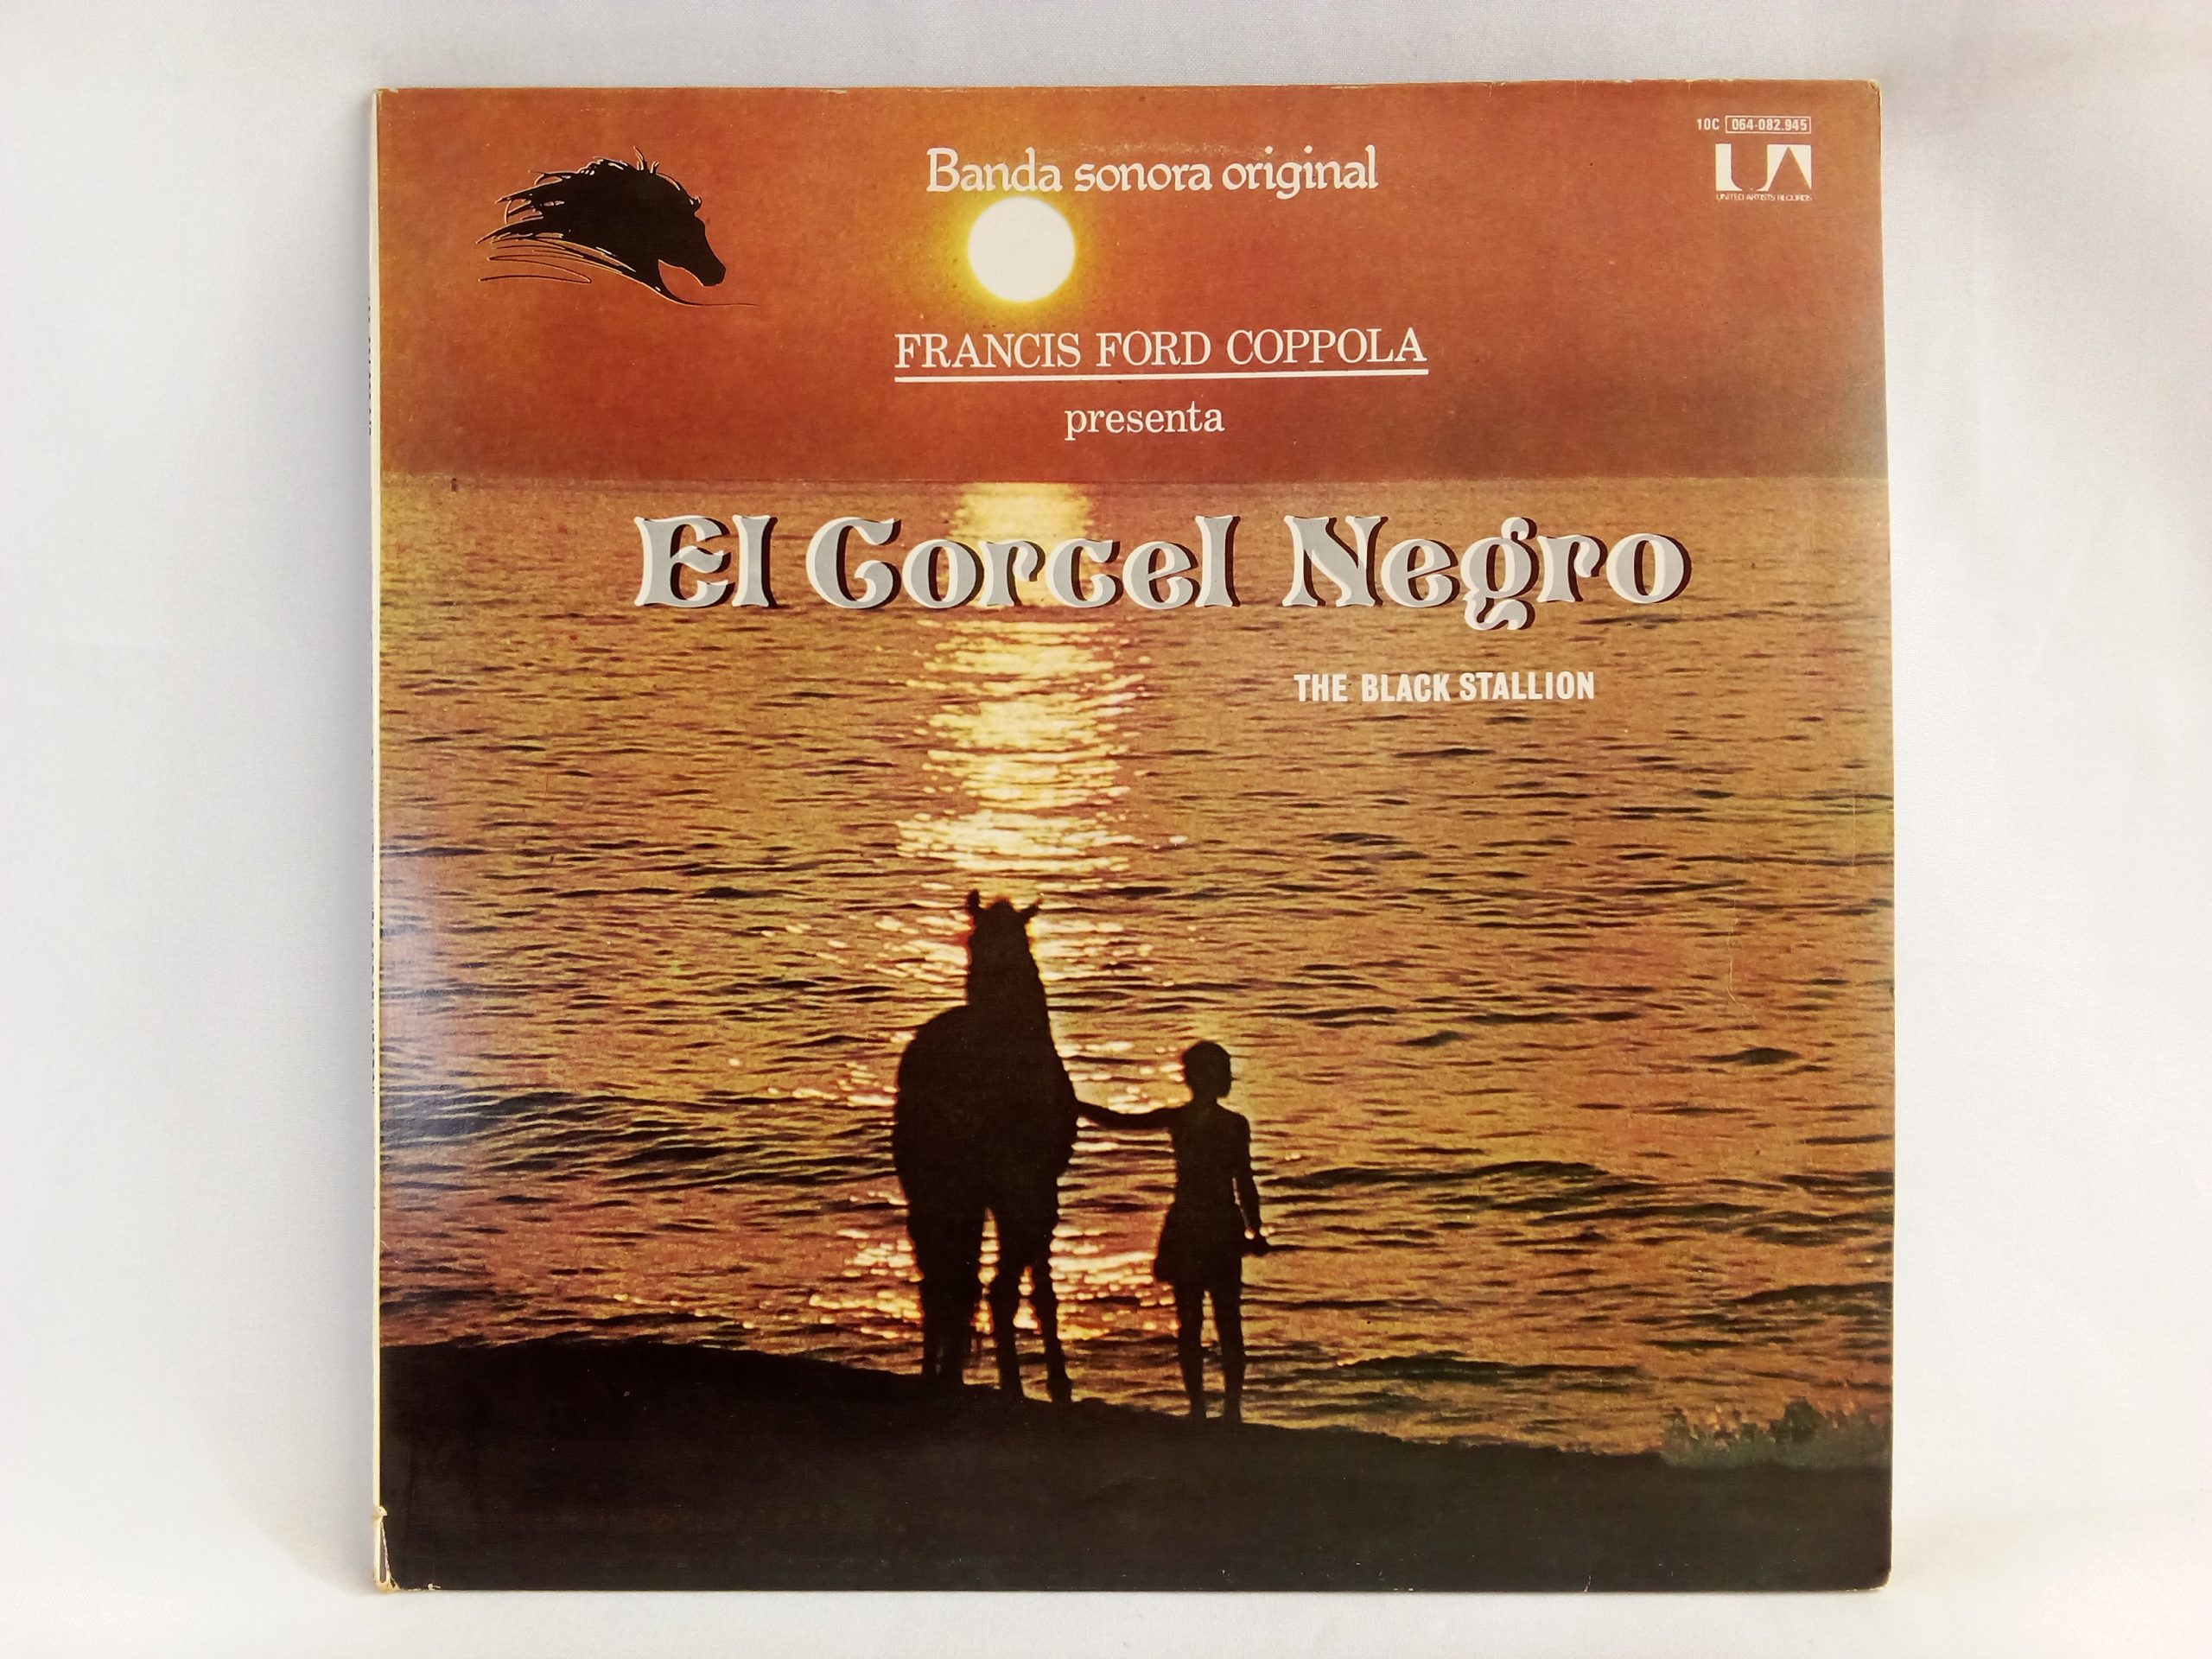 10C 064-082.945
UNITED ARTISTS RECORDS
Banda sonora original
FRANCIS FORD COPPOLA
presenta
El Corcel Negro
THE BLACK STALLION